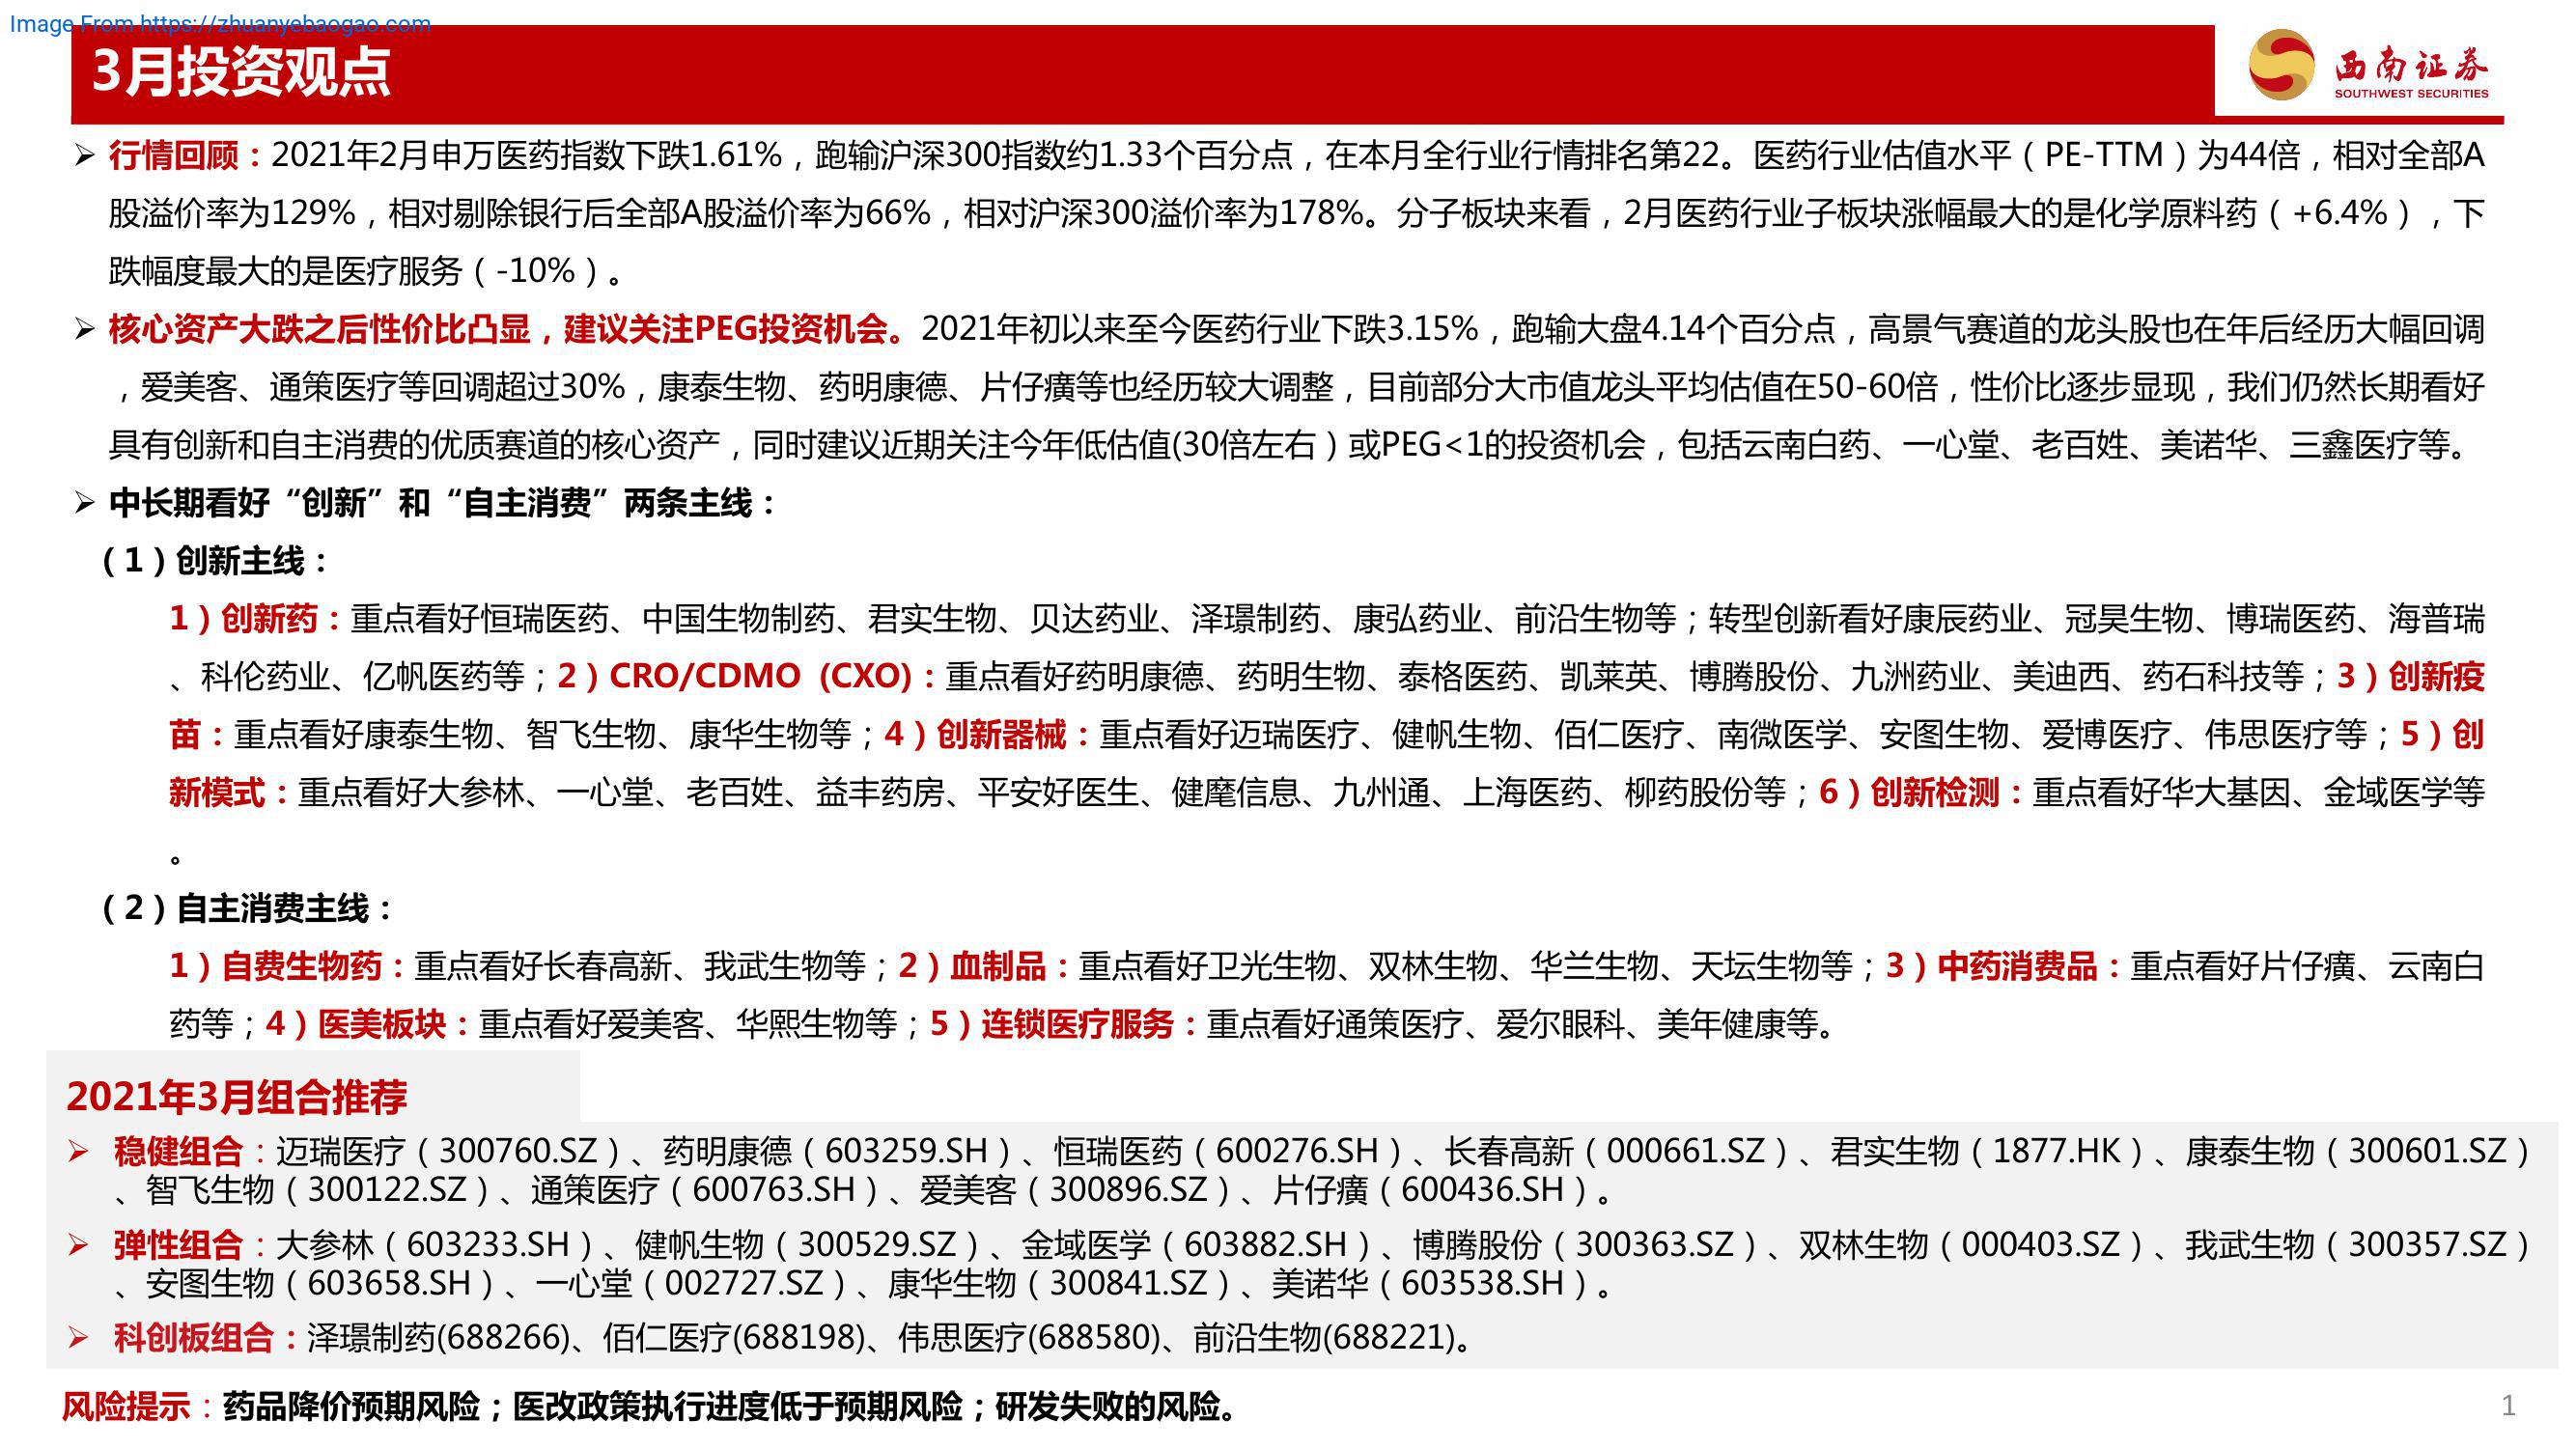 Image From https://zhuanyebaogao.com
3月投资观点
西南证券
SOUTHWEST SECURITIES
➢ 行情回顾：2021年2月申万医药指数下跌1.61%，跑输沪深300指数约1.33个百分点，在本月全行业行情排名第22。医药行业估值水平（PE-TTM）为44倍，相对全部A
股溢价率为129%，相对剔除银行后全部A股溢价率为66%，相对沪深300溢价率为178%。分子板块来看，2月医药行业子板块涨幅最大的是化学原料药（+6.4%），下
跌幅度最大的是医疗服务（-10%）。
➢ 核心资产大跌之后性价比凸显，建议关注PEG投资机会。2021年初以来至今医药行业下跌3.15%，跑输大盘4.14个百分点，高景气赛道的龙头股也在年后经历大幅回调
，爱美客、通策医疗等回调超过30%，康泰生物、药明康德、片仔癀等也经历较大调整，目前部分大市值龙头平均估值在50-60倍，性价比逐步显现，我们仍然长期看好
具有创新和自主消费的优质赛道的核心资产，同时建议近期关注今年低估值(30倍左右）或PEG<1的投资机会，包括云南白药、一心堂、老百姓、美诺华、三鑫医疗等。
➢ 中长期看好“创新”和“自主消费”两条主线：
（1）创新主线：
1）创新药：重点看好恒瑞医药、中国生物制药、君实生物、贝达药业、泽璟制药、康弘药业、前沿生物等；转型创新看好康辰药业、冠昊生物、博瑞医药、海普瑞
、科伦药业、亿帆医药等；2）CRO/CDMO (CXO)：重点看好药明康德、药明生物、泰格医药、凯莱英、博腾股份、九洲药业、美迪西、药石科技等；3）创新疫
苗：重点看好康泰生物、智飞生物、康华生物等；4）创新器械：重点看好迈瑞医疗、健帆生物、佰仁医疗、南微医学、安图生物、爱博医疗、伟思医疗等；5）创
新模式：重点看好大参林、一心堂、老百姓、益丰药房、平安好医生、健麾信息、九州通、上海医药、柳药股份等；6）创新检测：重点看好华大基因、金域医学等
。
（2）自主消费主线：
1）自费生物药：重点看好长春高新、我武生物等；2）血制品：重点看好卫光生物、双林生物、华兰生物、天坛生物等；3）中药消费品：重点看好片仔癀、云南白
药等；4）医美板块：重点看好爱美客、华熙生物等；5）连锁医疗服务：重点看好通策医疗、爱尔眼科、美年健康等。
2021年3月组合推荐
➢ 稳健组合：迈瑞医疗（300760.SZ）、药明康德（603259.SH）、恒瑞医药（600276.SH）、长春高新（000661.SZ）、君实生物（1877.HK）、康泰生物（300601.SZ）
、智飞生物（300122.SZ）、通策医疗（600763.SH）、爱美客（300896.SZ）、片仔癀（600436.SH）。
➢ 弹性组合：大参林（603233.SH）、健帆生物（300529.SZ）、金域医学（603882.SH）、博腾股份（300363.SZ）、双林生物（000403.SZ）、我武生物（300357.SZ）
、安图生物（603658.SH）、一心堂（002727.SZ）、康华生物（300841.SZ）、美诺华（603538.SH）。
➢ 科创板组合：泽璟制药(688266)、佰仁医疗(688198)、伟思医疗(688580)、前沿生物(688221)。
风险提示：药品降价预期风险；医改政策执行进度低于预期风险；研发失败的风险。
1